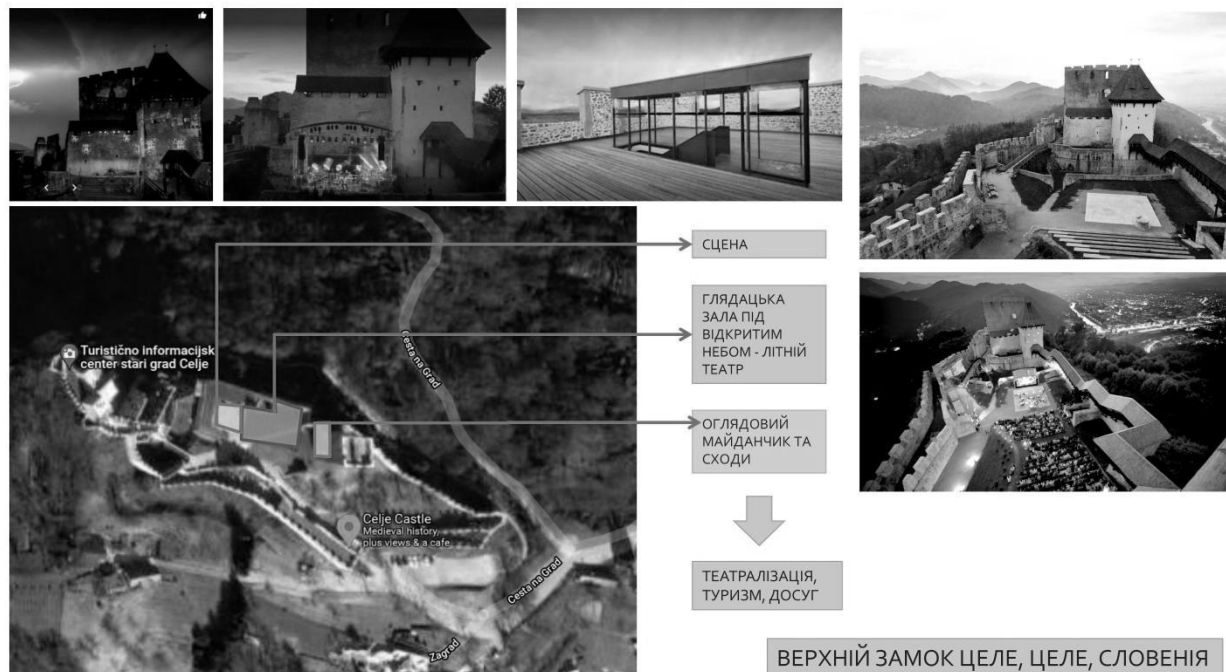 СЦЕНА
ГЛЯДАЦЬКА
ЗАЛА ПІД
ВІДКРИТИМ
НЕБОМ - ЛІТНІЙ
ТЕАТР
ОГЛЯДОВИЙ
МАЙДАНЧИК ТА
СХОДИ
ТЕАТРАЛІЗАЦІЯ,
ТУРИЗМ, ДОСУГ
Turistično informacijsk
center stari grad Celje
Cesta na Grad
Celje Castle
Medieval history,
plus views & a cafe
Cesta na Grad
Zagrad
ВЕРХНІЙ ЗАМОК ЦЕЛЕ, ЦЕЛЕ, СЛОВЕНІЯ